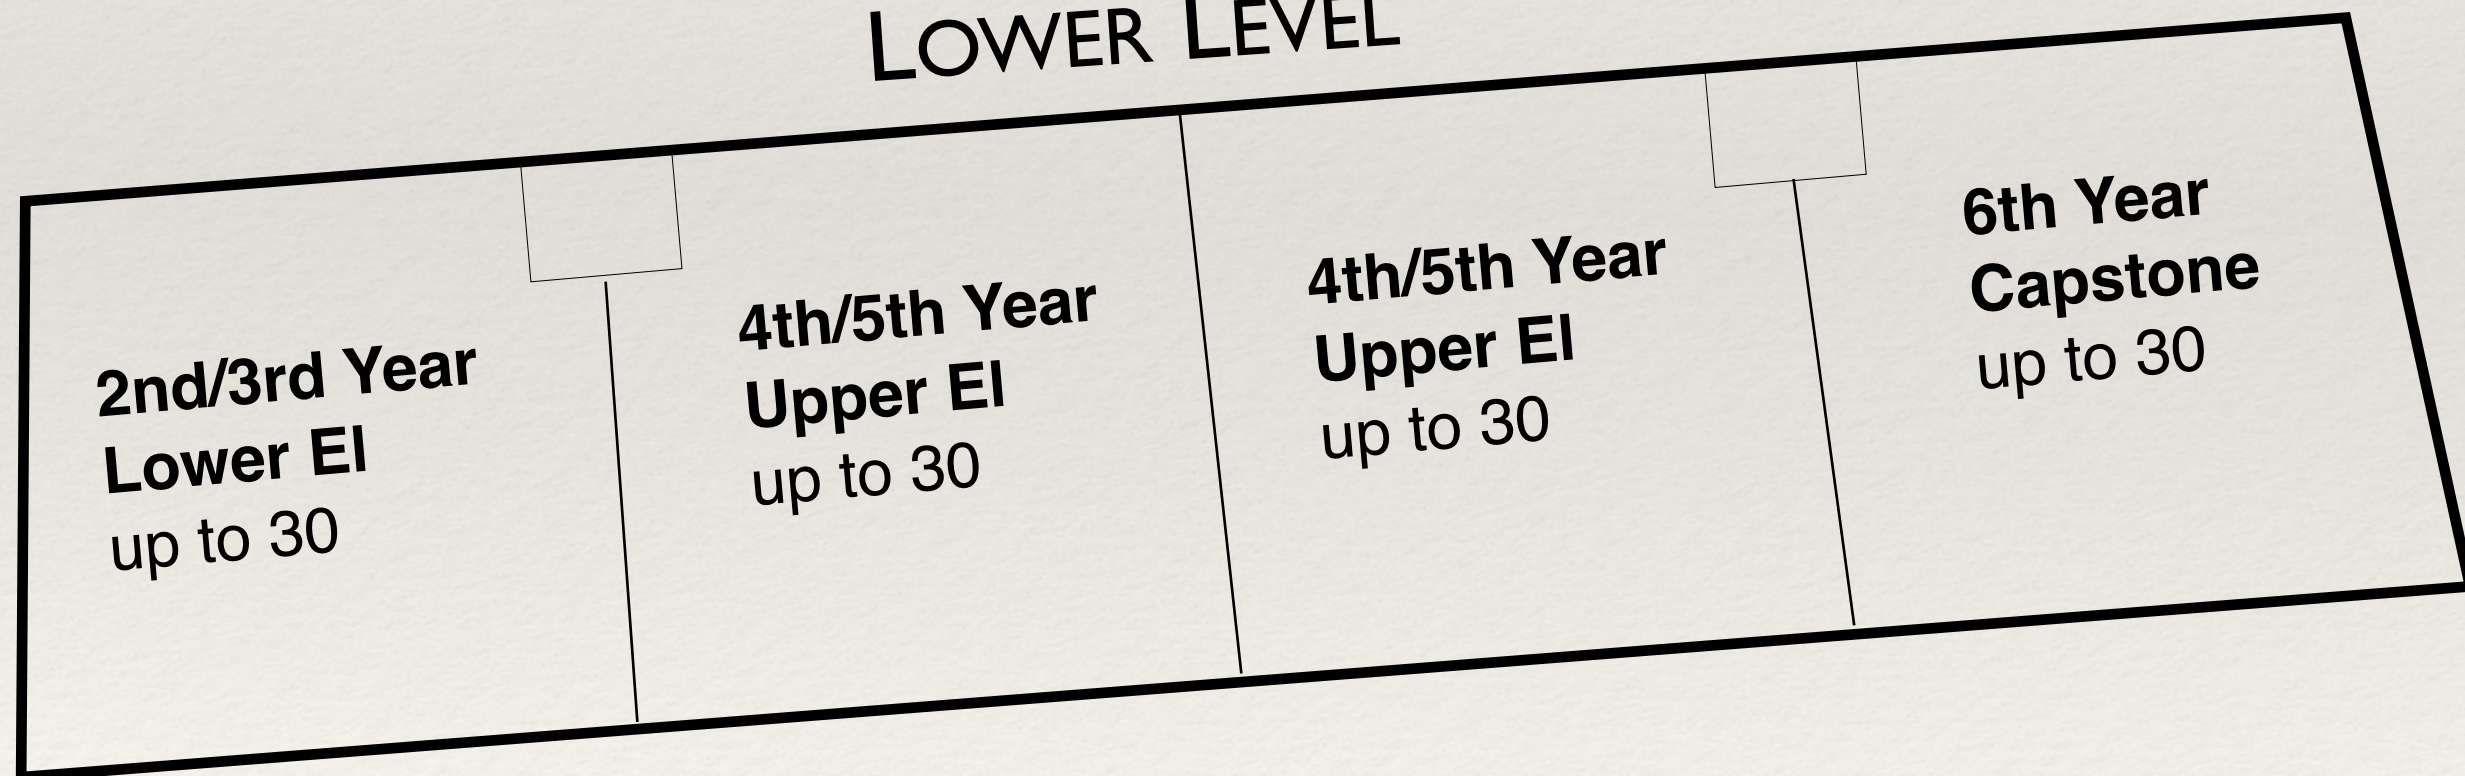 LOWER LEVEL
2nd/3rd Year
Lower El
up to 30
4th/5th Year
Upper El
up to 30
4th/5th Year
Upper El
up to 30
6th Year
Capstone
up to 30